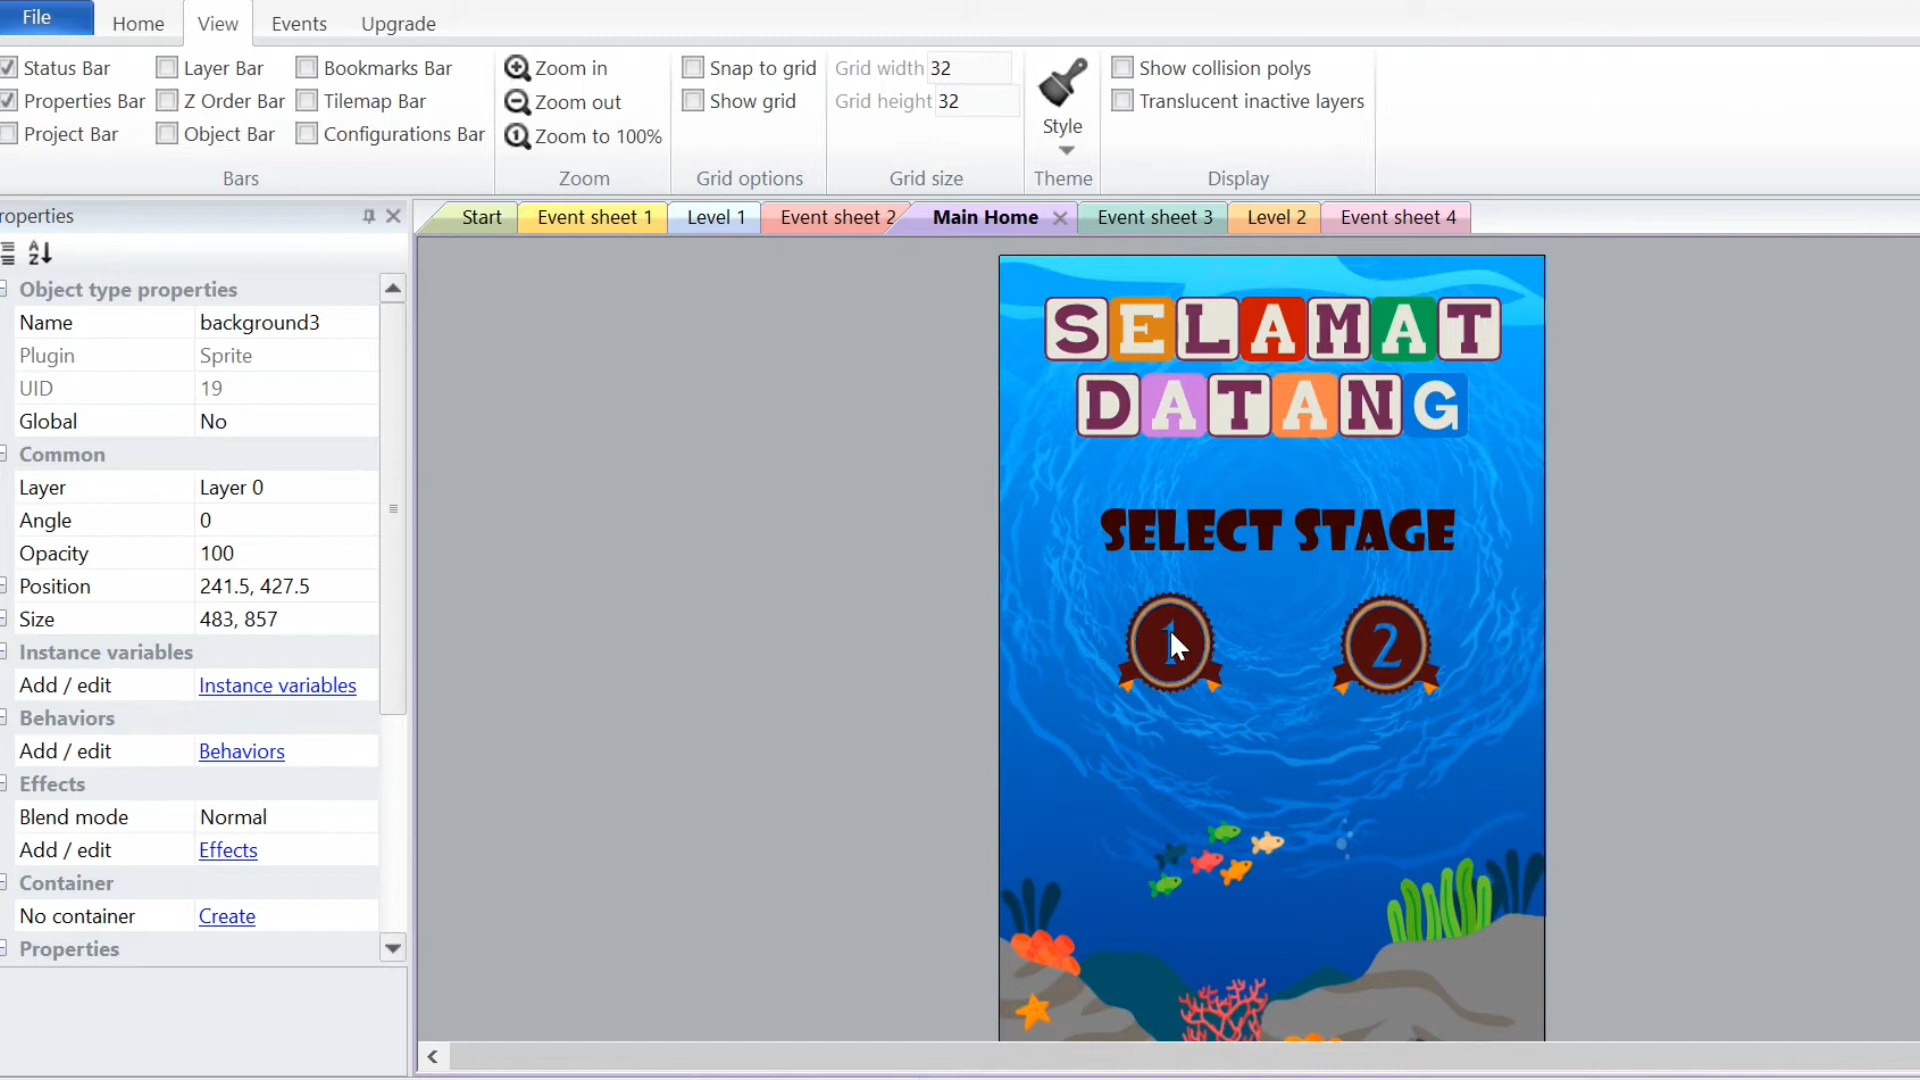 File Home View Events Upgrade
Status Bar Layer Bar Bookmarks Bar Zoom in Snap to grid Grid width 32 Show collision polys
Properties Bar Z Order Bar Tilemap Bar Zoom out Show grid Grid height 32 Translucent inactive layers
Project Bar Object Bar Configurations Bar Zoom to 100% Style
Bars Zoom Grid options Grid size Theme Display
roperties
Start Event sheet 1 Level 1 Event sheet 2 Main Home Event sheet 3 Level 2 Event sheet 4
Object type properties
Name background3
Plugin Sprite
UID 19
Global No
Common
Layer Layer 0
Angle 0
Opacity 100
Position 241.5, 427.5
Size 483, 857
Instance variables
Add / edit Instance variables
Behaviors
Add / edit Behaviors
Effects
Blend mode Normal
Add / edit Effects
Container
No container Create
Properties
SELAMAT
DATANG
SELECT STAGE
1 2